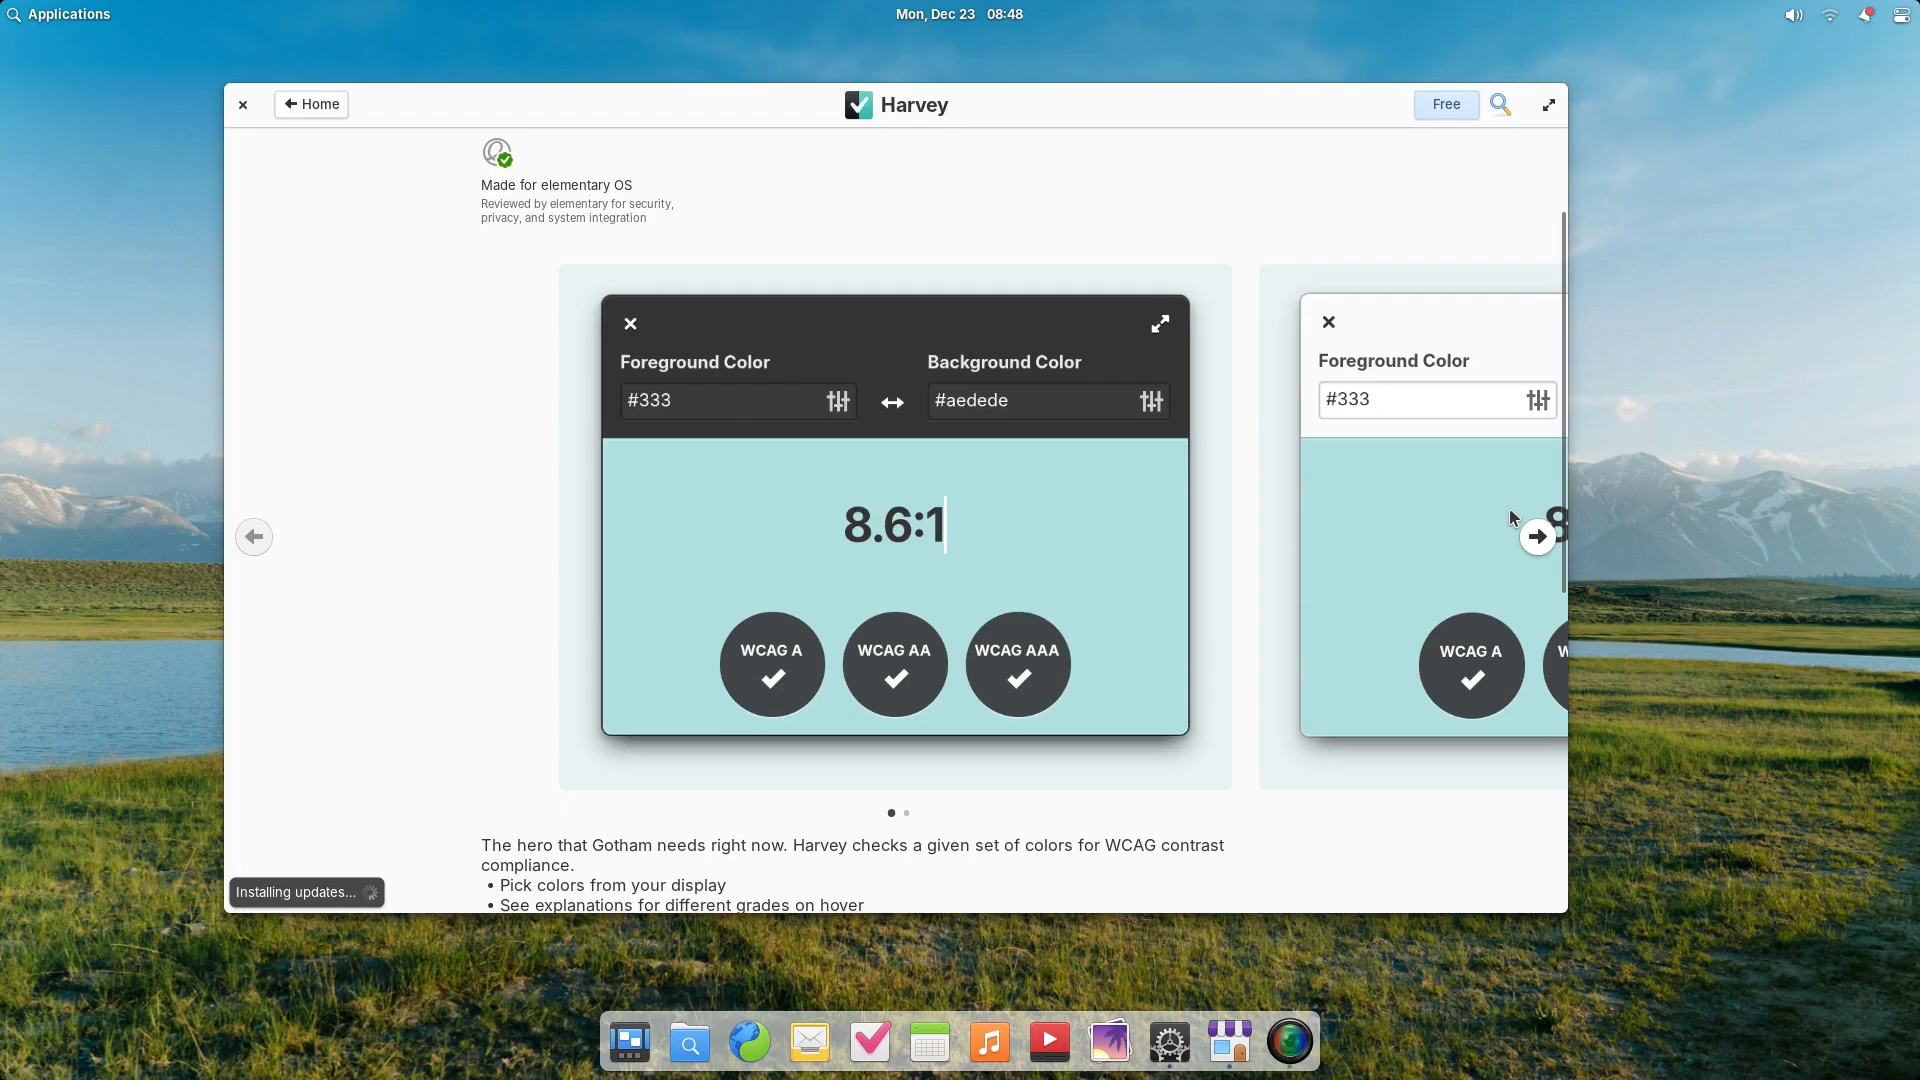 Applications
Mon, Dec 23 08:48
Home
Harvey
Free
Made for elementary OS
Reviewed by elementary for security,
privacy, and system integration
Foreground Color
Background Color
#333
#aedede
8.6:1
WCAG A
WCAG AA
WCAG AAA
Foreground Color
#333
8
WCAG A
W
The hero that Gotham needs right now. Harvey checks a given set of colors for WCAG contrast
compliance.
• Pick colors from your display
• See explanations for different grades on hover
Installing updates...